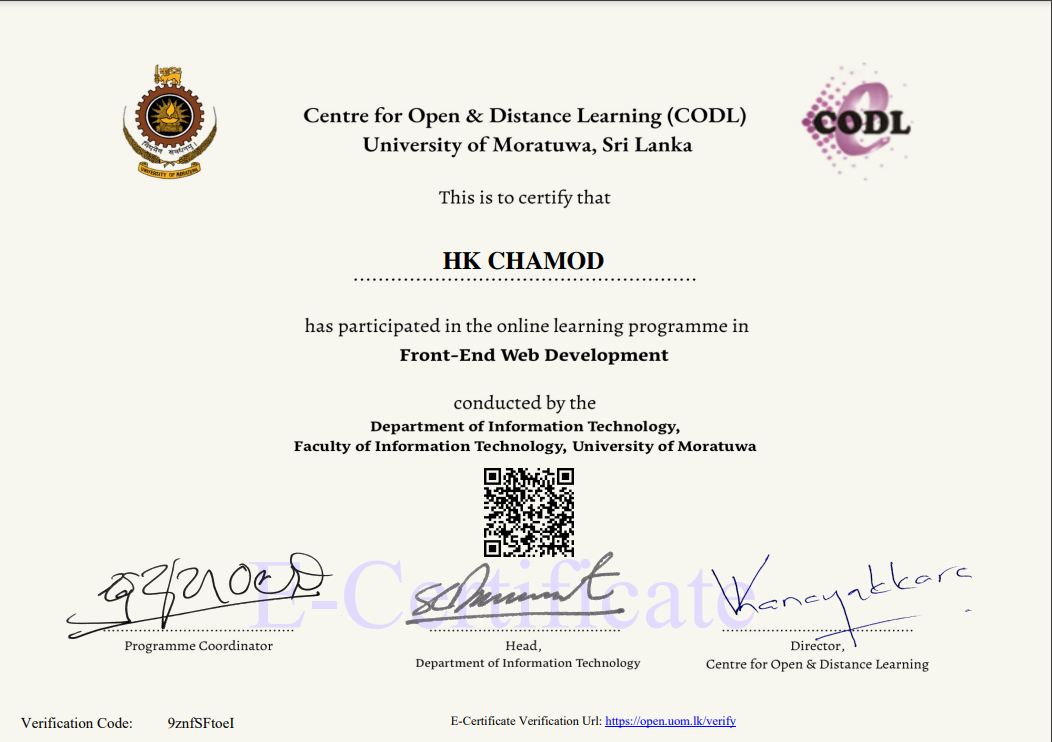 Centre for Open & Distance Learning (CODL)
University of Moratuwa, Sri Lanka
CODL
UNIVERSITY OF MORATUWA
This is to certify that
HK CHAMOD
has participated in the online learning programme in
Front-End Web Development
conducted by the
Department of Information Technology,
Faculty of Information Technology, University of Moratuwa
E-Certificate
Programme Coordinator
Head,
Department of Information Technology
Director,
Centre for Open & Distance Learning
Verification Code: 9znfSFtoeI
E-Certificate Verification Url: https://open.uom.lk/verify